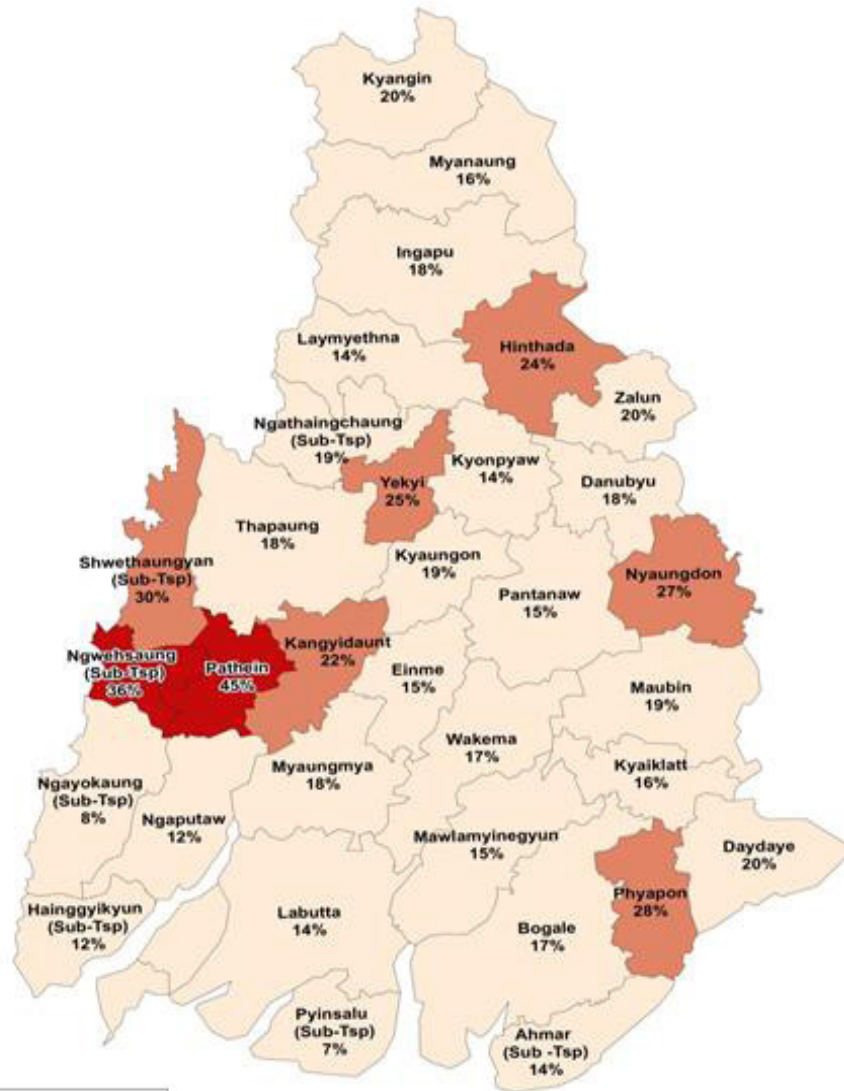 Kyangin
20%
Myanaung
16%
Ingapu
18%
Laymyethna
14%
Hinthada
24%
Zalun
20%
Ngathaingchaung
(Sub-Tsp)
19%
Yekyi
25%
Kyonpyaw
14%
Danubyu
18%
Thapaung
18%
Shwethaungyan
(Sub-Tsp)
30%
Kyaungon
19%
Pantanaw
15%
Nyaungdon
27%
Ngwehsaung
(Sub-Tsp)
36%
Pathein
45%
Kangyidaunt
22%
Einme
15%
Maubin
19%
Wakema
17%
Kyaiklatt
16%
Myaungmya
18%
Ngayokaung
(Sub-Tsp)
8%
Ngaputaw
12%
Mawlamyinegyun
15%
Daydaye
20%
Phyapon
28%
Hainggyikyun
(Sub-Tsp)
12%
Labutta
14%
Bogale
17%
Pyinsalu
(Sub-Tsp)
7%
Ahmar
(Sub -Tsp)
14%